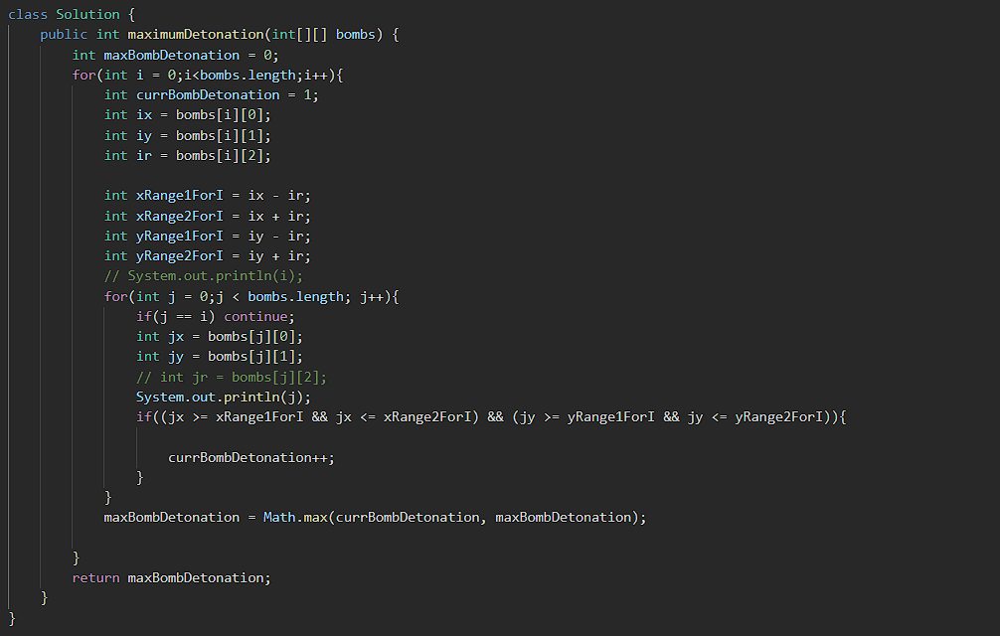 class Solution {
    public int maximumDetonation(int[][] bombs) {
        int maxBombDetonation = 0;
        for(int i = 0;i<bombs.length;i++){
            int currBombDetonation = 1;
            int ix = bombs[i][0];
            int iy = bombs[i][1];
            int ir = bombs[i][2];

            int xRange1ForI = ix - ir;
            int xRange2ForI = ix + ir;
            int yRange1ForI = iy - ir;
            int yRange2ForI = iy + ir;
            // System.out.println(i);
            for(int j = 0;j < bombs.length; j++){
                if(j == i) continue;
                int jx = bombs[j][0];
                int jy = bombs[j][1];
                // int jr = bombs[j][2];
                System.out.println(j);
                if((jx >= xRange1ForI && jx <= xRange2ForI) && (jy >= yRange1ForI && jy <= yRange2ForI)){

                    currBombDetonation++;
                }
            }
            maxBombDetonation = Math.max(currBombDetonation, maxBombDetonation);

        }
        return maxBombDetonation;
    }
}